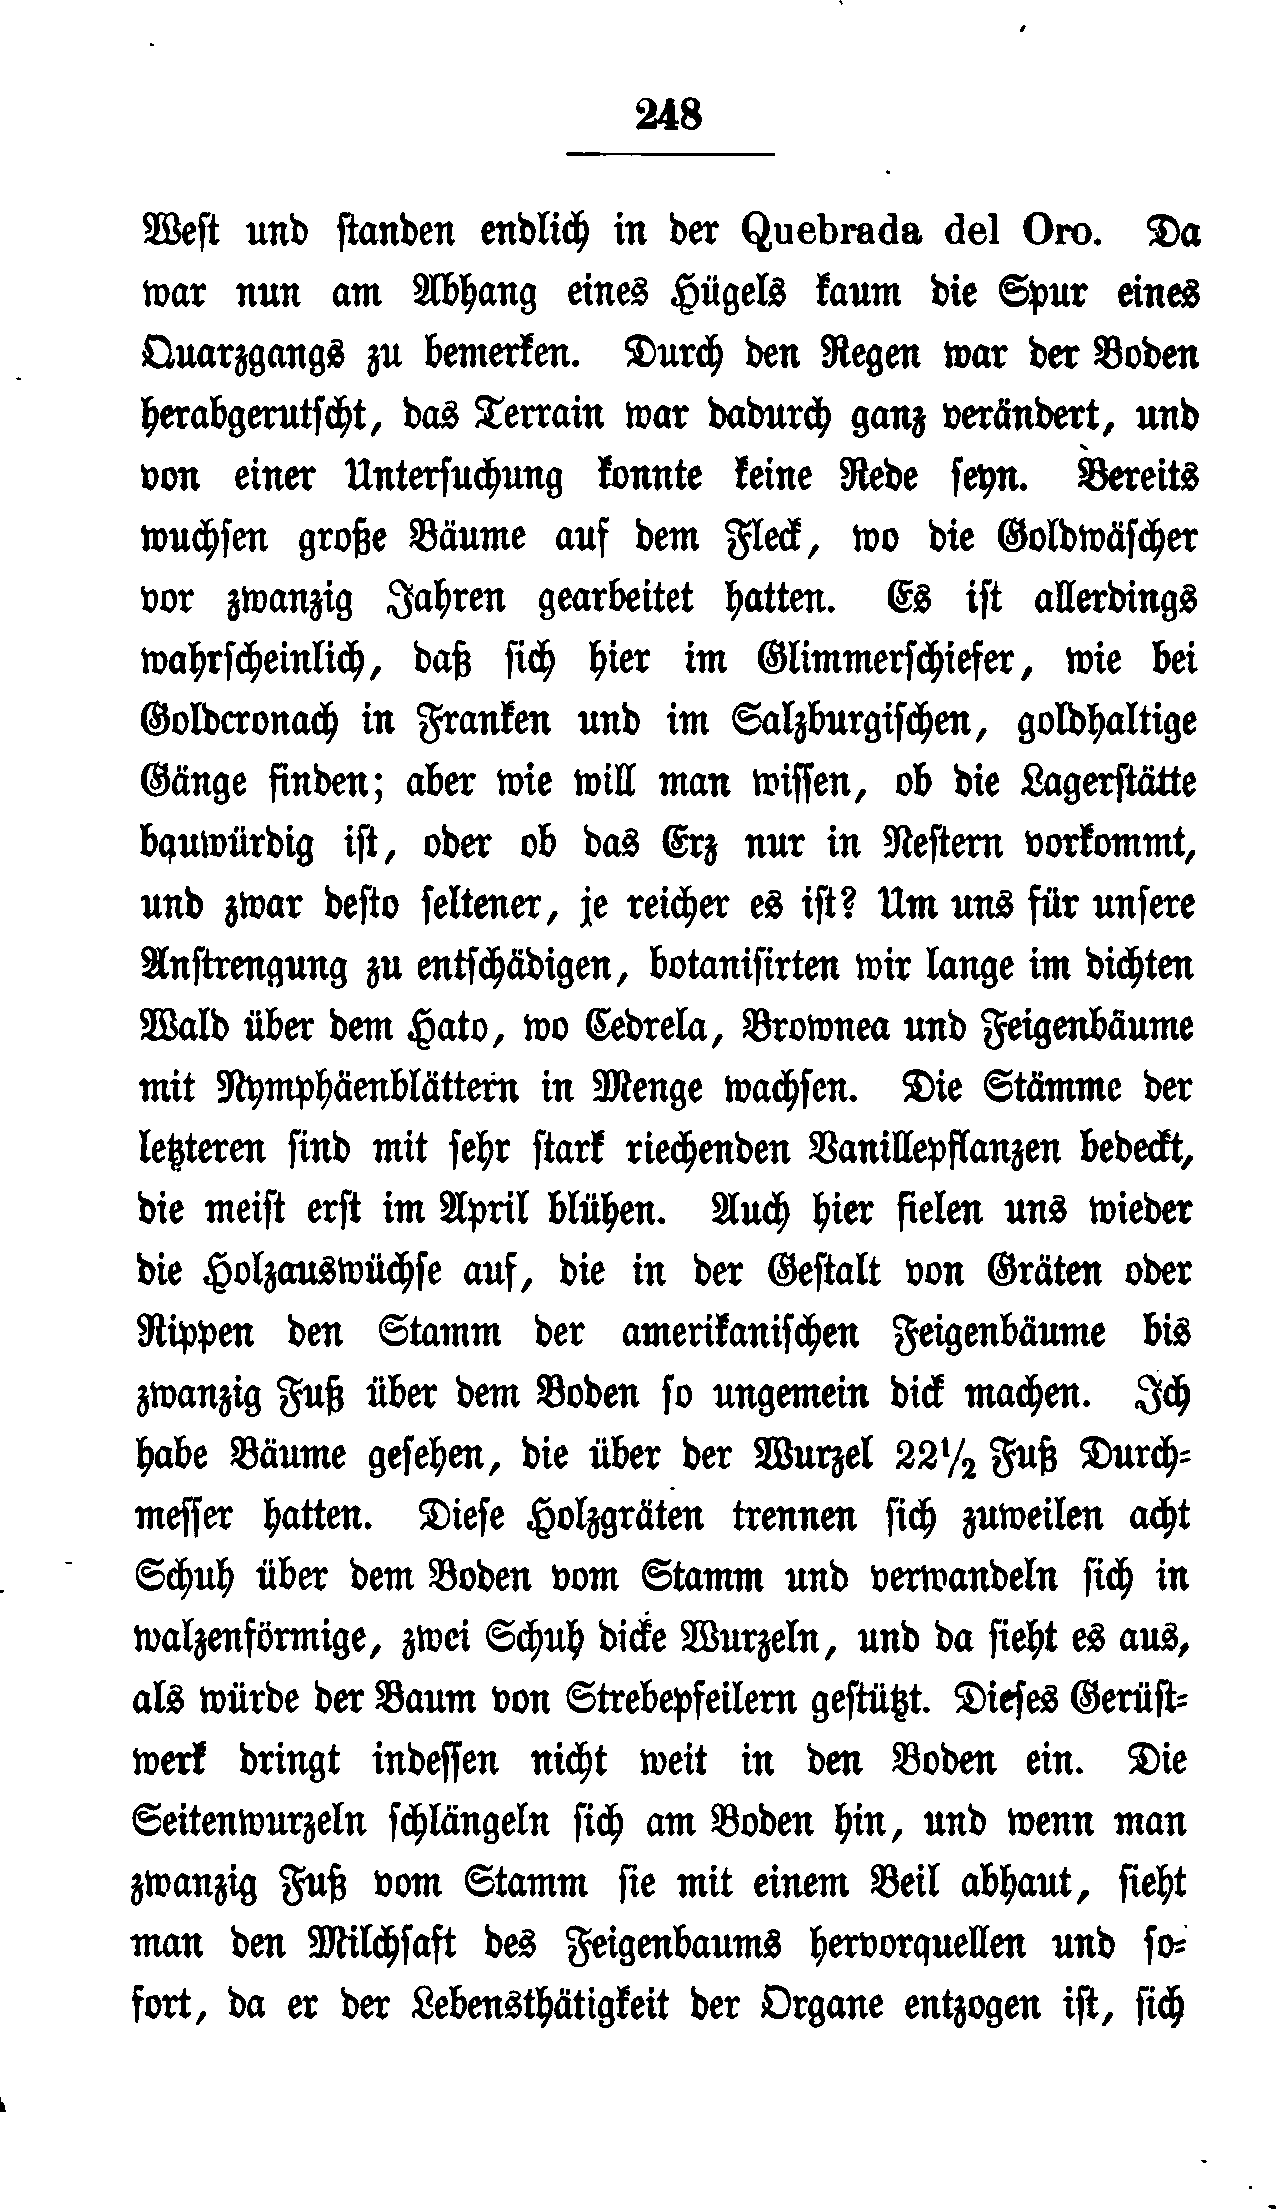 248
West und standen endlich in der Quebrada del Oro. Da
war nun am Abhang eines Hügels kaum die Spur eines
Quarzgangs zu bemerken. Durch den Regen war der Boden
herabgerutscht, das Terrain war dadurch ganz verändert, und
von einer Untersuchung konnte keine Rede seyn. Bereits
wuchsen große Bäume auf dem Fleck, wo die Goldwäscher
vor zwanzig Jahren gearbeitet hatten. Es ist allerdings
wahrscheinlich, daß sich hier im Glimmerschiefer, wie bei
Goldcronach in Franken und im Salzburgischen, goldhaltige
Gänge finden; aber wie will man wissen, ob die Lagerstätte
bauwürdig ist, oder ob das Erz nur in Nestern vorkommt,
und zwar desto seltener, je reicher es ist? Um uns für unsere
Anstrengung zu entschädigen, botanisirten wir lange im dichten
Wald über dem Hato, wo Cedrela, Brownea und Feigenbäume
mit Nymphäenblättern in Menge wachsen. Die Stämme der
letzteren sind mit sehr stark riechenden Vanillepflanzen bedeckt,
die meist erst im April blühen. Auch hier fielen uns wieder
die Holzauswüchse auf, die in der Gestalt von Gräten oder
Rippen den Stamm der amerikanischen Feigenbäume bis
zwanzig Fuß über dem Boden so ungemein dick machen. Ich
habe Bäume gesehen, die über der Wurzel 22½ Fuß Durch-
messer hatten. Diese Holzgräten trennen sich zuweilen acht
Schuh über dem Boden vom Stamm und verwandeln sich in
walzenförmige, zwei Schuh dicke Wurzeln, und da sieht es aus,
als würde der Baum von Strebepfeilern gestützt. Dieses Gerüst-
werk dringt indessen nicht weit in den Boden ein. Die
Seitenwurzeln schlängeln sich am Boden hin, und wenn man
zwanzig Fuß vom Stamm sie mit einem Beil abhaut, sieht
man den Milchsaft des Feigenbaums hervorquellen und so-
fort, da er der Lebensthätigkeit der Organe entzogen ist, sich